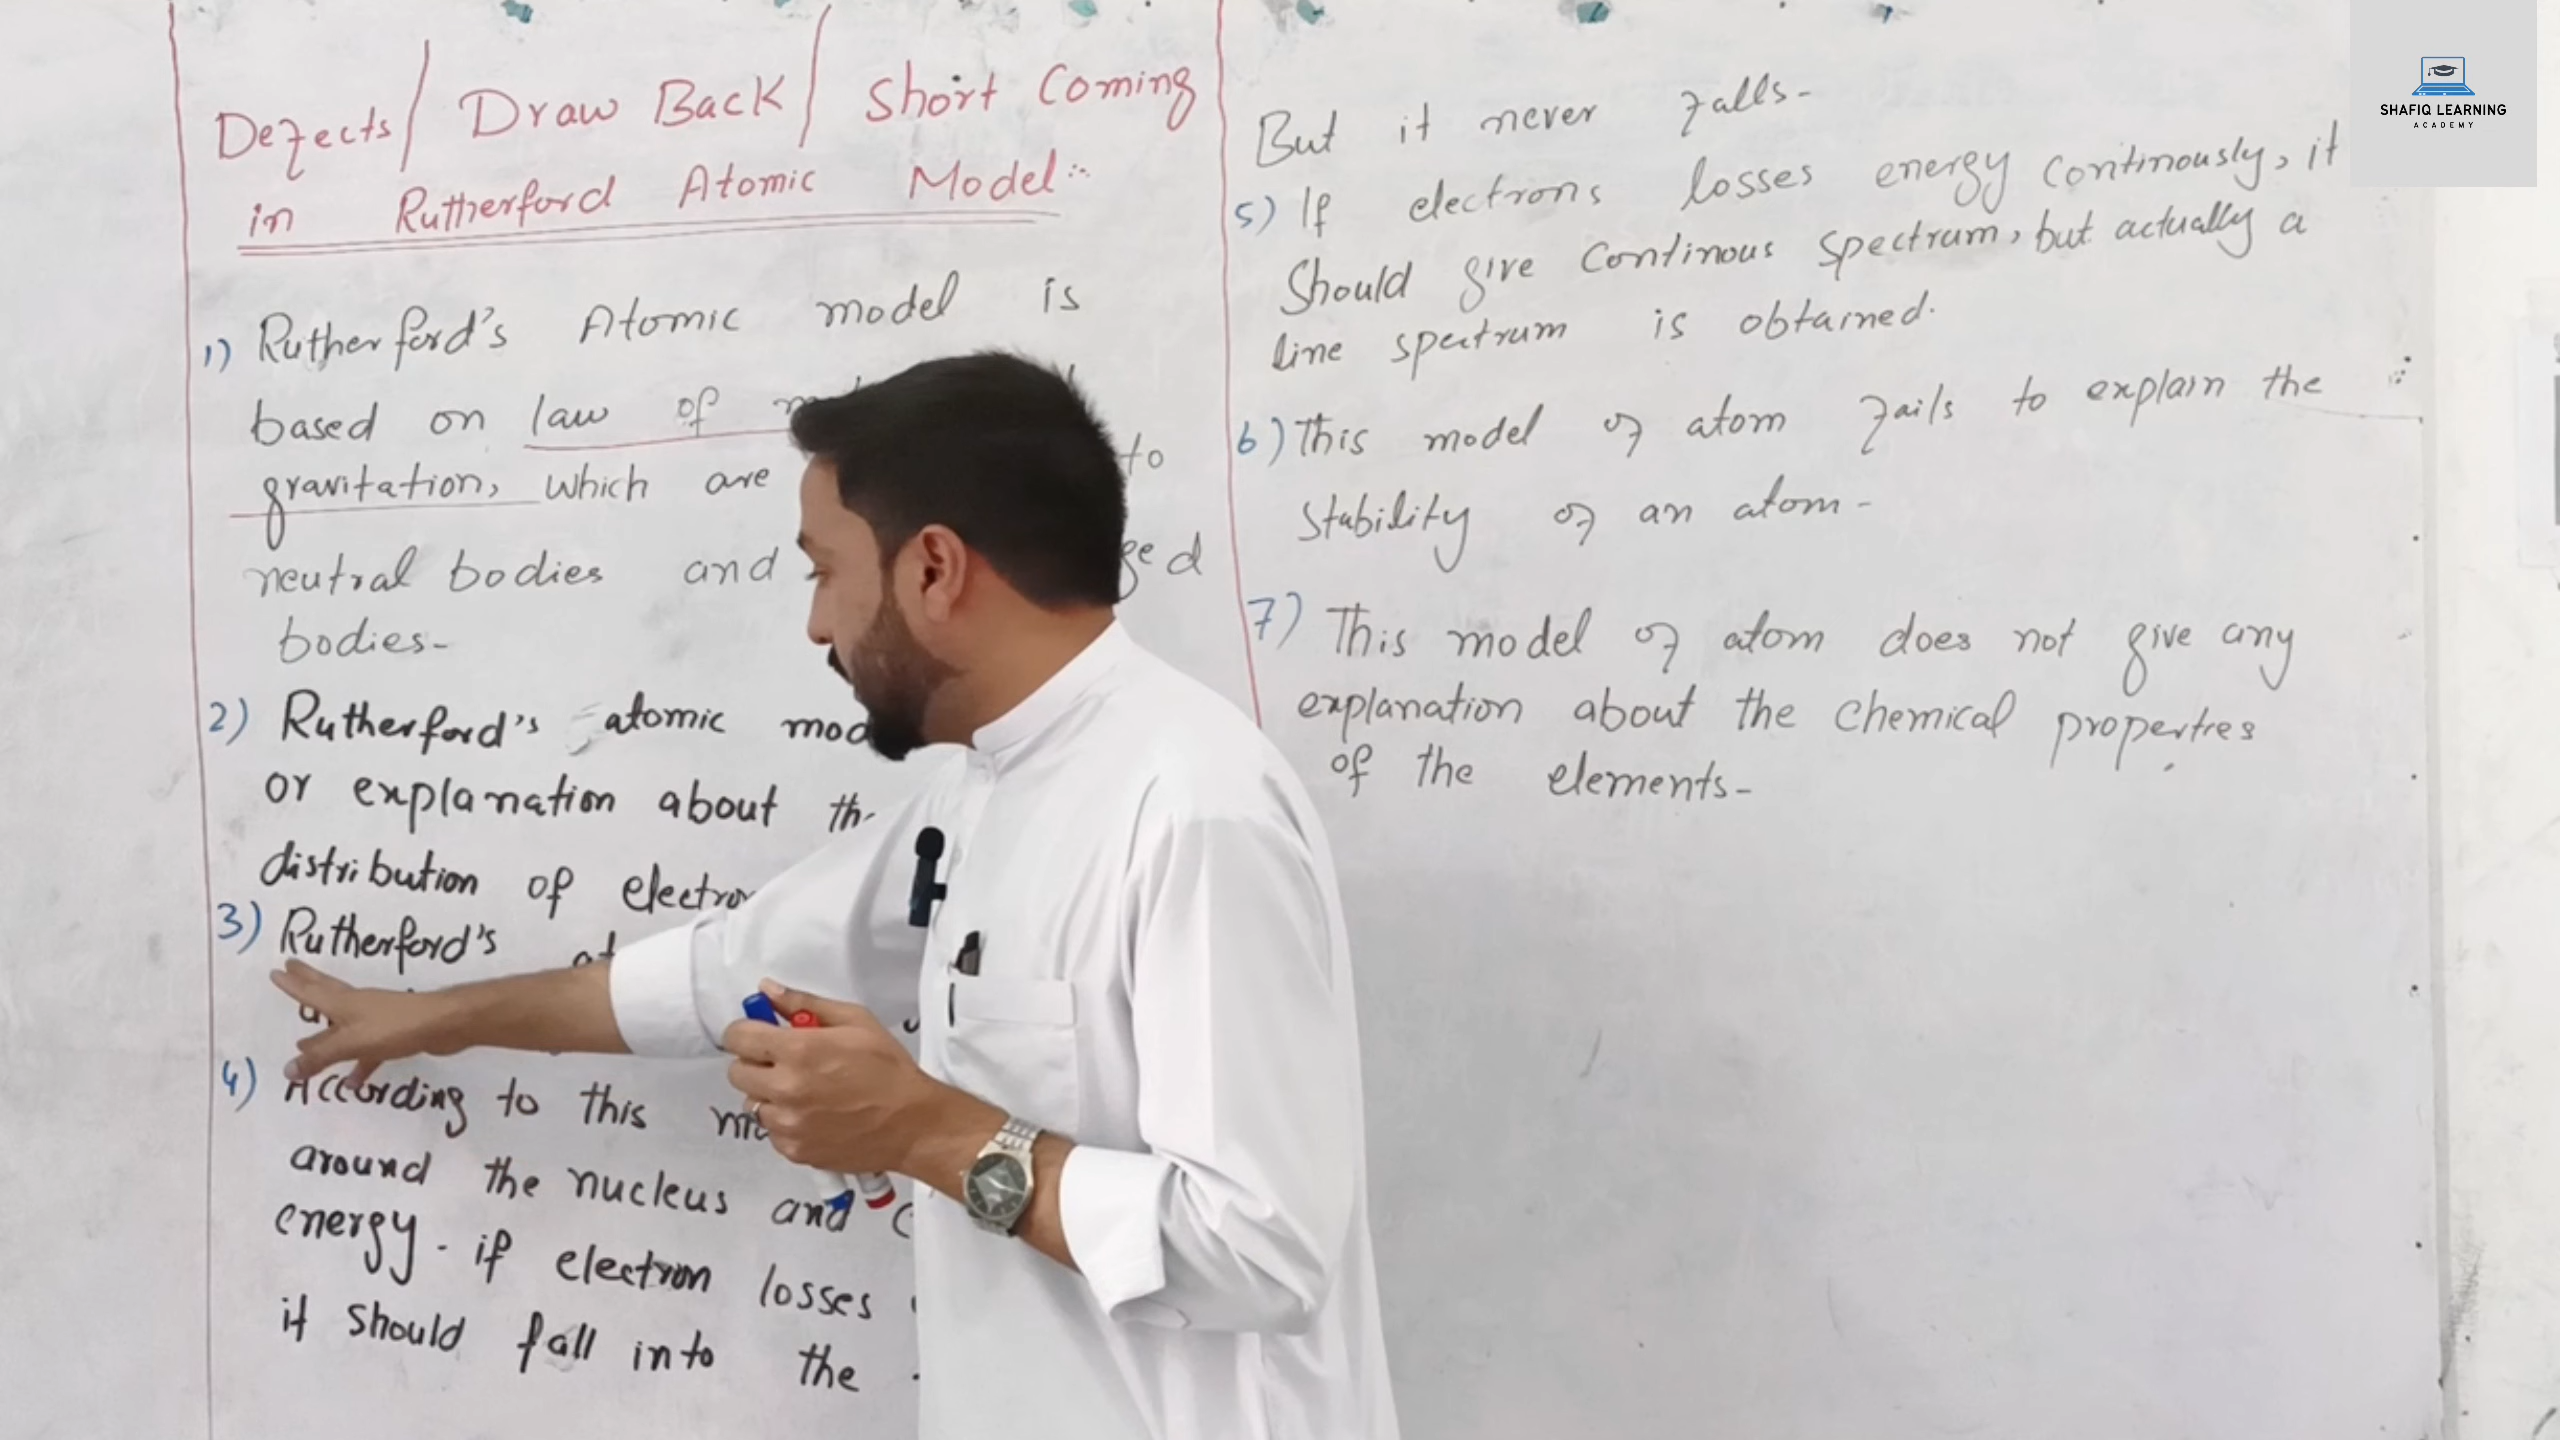 Defects/ Draw Back/ Short Coming
in Rutherford Atomic Model:-
1) Rutherford's Atomic model is
based on law of
gravitation, which are to
neutral bodies and
bodies-
2) Rutherford's atomic
or explanation about
distribution of
3) Rutherford's
4) According to this
around the nucleus and
energy. if electron losses
it should fall into the
But it never falls-
5) If electrons losses energy continously, it
Should give Continous Spectrum, but actually a
line spectrum is obtained.
6) This model of atom fails to explain the
Stability of an atom-
7) This model of atom does not give any
explanation about the chemical properties
of the elements-
SHAFIQ LEARNING
ACADEMY